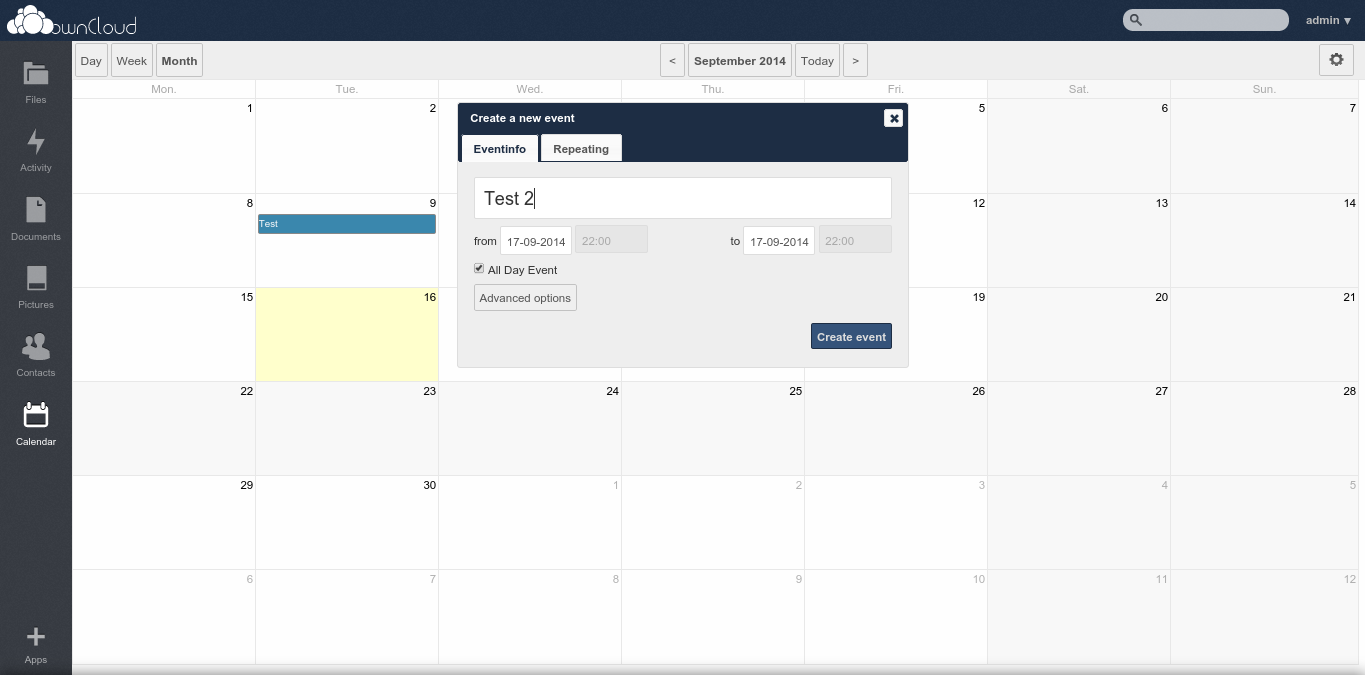 ownCloud
admin ▼
Files
Activity
Documents
Pictures
Contacts
Calendar
Apps
Day Week Month
< September 2014 Today >
Mon. Tue. Wed. Thu. Fri. Sat. Sun.
1 2 5 6 7
Create a new event
Eventinfo Repeating
Test 2
from 17-09-2014 22:00 to 17-09-2014 22:00
All Day Event
Advanced options
Create event
8 9 12 13 14
Test
15 16 19 20 21
22 23 24 25 26 27 28
29 30 1 2 3 4 5
6 7 8 9 10 11 12